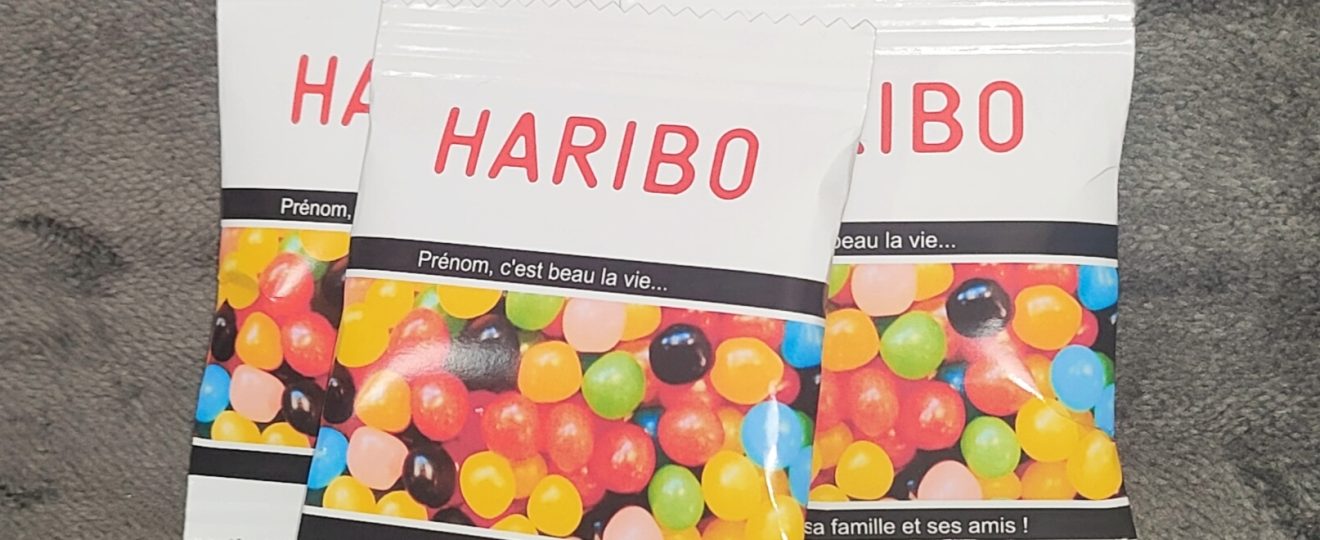 HA
HARIBO
IBO
Prénom,
Prénom, c'est beau la vie...
beau la vie...
sa famille et ses amis !